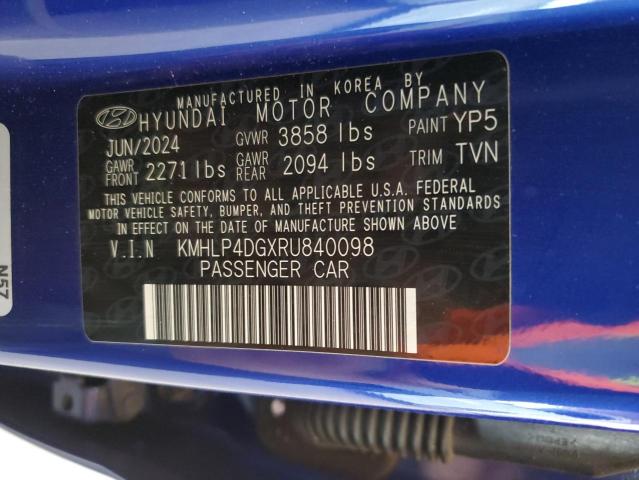 MANUFACTURED IN KOREA BY
HYUNDAI MOTOR COMPANY
JUN/2024 GVWR 3858 lbs PAINT YP5
GAWR FRONT 2271 lbs GAWR REAR 2094 lbs TRIM TVN
THIS VEHICLE CONFORMS TO ALL APPLICABLE U.S.A. FEDERAL
MOTOR VEHICLE SAFETY, BUMPER, AND THEFT PREVENTION STANDARDS
IN EFFECT ON THE DATE OF MANUFACTURE SHOWN ABOVE
V.I.N KMHLP4DGXRU840098
PASSENGER CAR
N57